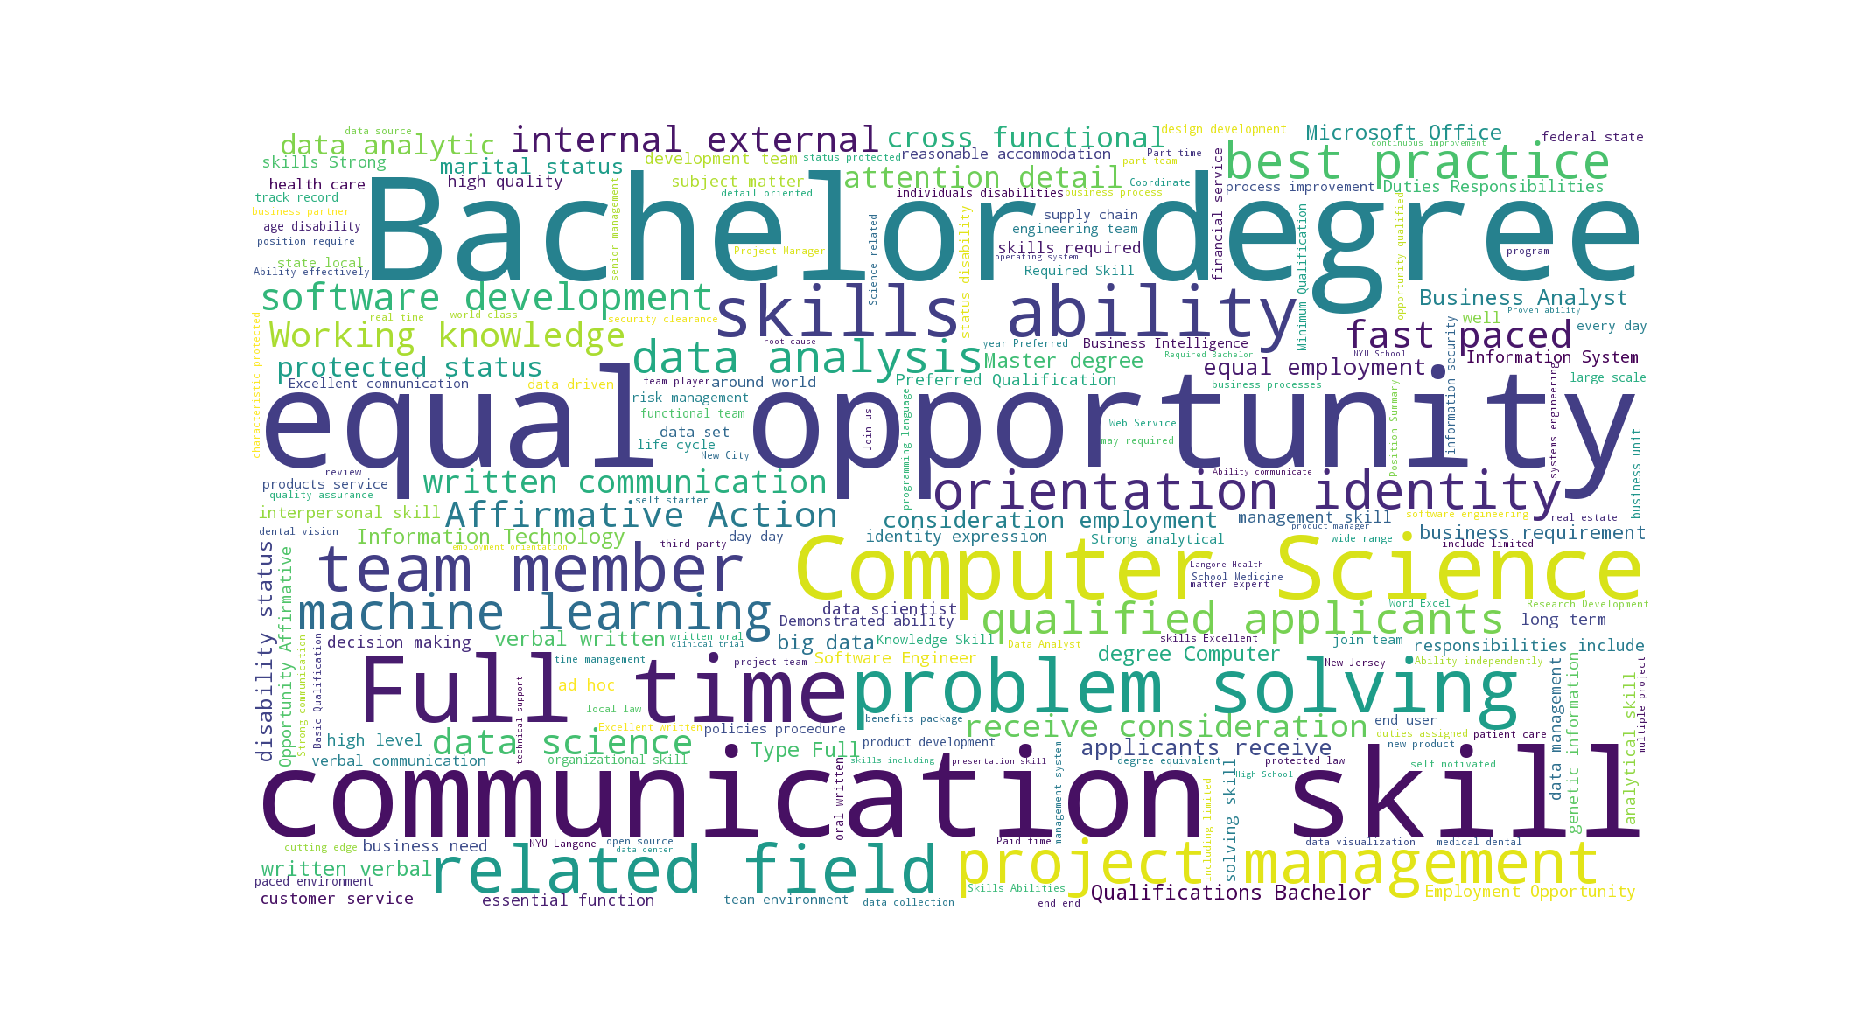 data source
data analytic
internal external
cross functional
design development
Microsoft Office
federal state
skills Strong
marital status
development team
status protected
reasonable accommodation
Part time
part team
continuous improvement
best practice
health care
high quality
subject matter
attention detail
Coordinate
process improvement
Duties Responsibilities
track record
detail oriented
individuals disabilities
business process
business partner
age disability
position require
state local
Ability effectively
Bachelor degree
senior management
Project Manager
Science related
status disability
supply chain
engineering team
skills required
operating system
Required Skill
financial service
Minimum Qualification
opportunity qualified
program
software development
skills ability
Business Analyst
Proven ability
real time
world class
security clearance
Working knowledge
root cause
year Preferred
Business Intelligence
Required Bachelor
fast paced
well
every day
NYU School
Information System
characteristic protected
protected status
data analysis
Master degree
equal employment
information security
large scale
Excellent communication
data driven
team player
around world
Preferred Qualification
business processes
risk management
functional team
data set
life cycle
New City
equal opportunity
Join us
programming language
Web Service
may required
Position Summary
systems engineering
business unit
review
products service
quality assurance
written communication
Ability communicate
orientation identity
interpersonal skill
self starter
Affirmative Action
consideration employment
management skill
software engineering
real estate
product manager
dental vision
Information Technology
day day
identity expression
Strong analytical
wide range
business requirement
employment orientation
third party
include limited
disability status
Opportunity Affirmative
team member
Computer Science
Langone Health
School Medicine
matter expert
machine learning
data scientist
Demonstrated ability
qualified applicants
Word Excel
Research Development
long term
Strong communication
Basic Qualification
decision making
verbal written
written oral
clinical trial
big data
Knowledge Skill
Data Analyst
skills Excellent
join team
responsibilities include
time management
project team
Software Engineer
degree Computer
New Jersey
Ability independently
Full time
ad hoc
problem solving
local law
technical support
data management
genetic information
analytical skill
multiple project
Excellent written
policies procedure
benefits package
receive consideration
end user
duties assigned
patient care
high level
data science
Type Full
product development
applicants receive
new product
verbal communication
organizational skill
skills including
presentation skill
degree equivalent
protected law
self motivated
High School
communication skill
oral written
management system
including limited
solving skill
cutting edge
business need
NYU Langone
open source
data center
Paid time
data visualization
medical dental
written verbal
related field
project management
paced environment
Skills Abilities
Qualifications Bachelor
Employment Opportunity
customer service
essential function
team environment
data collection
end end